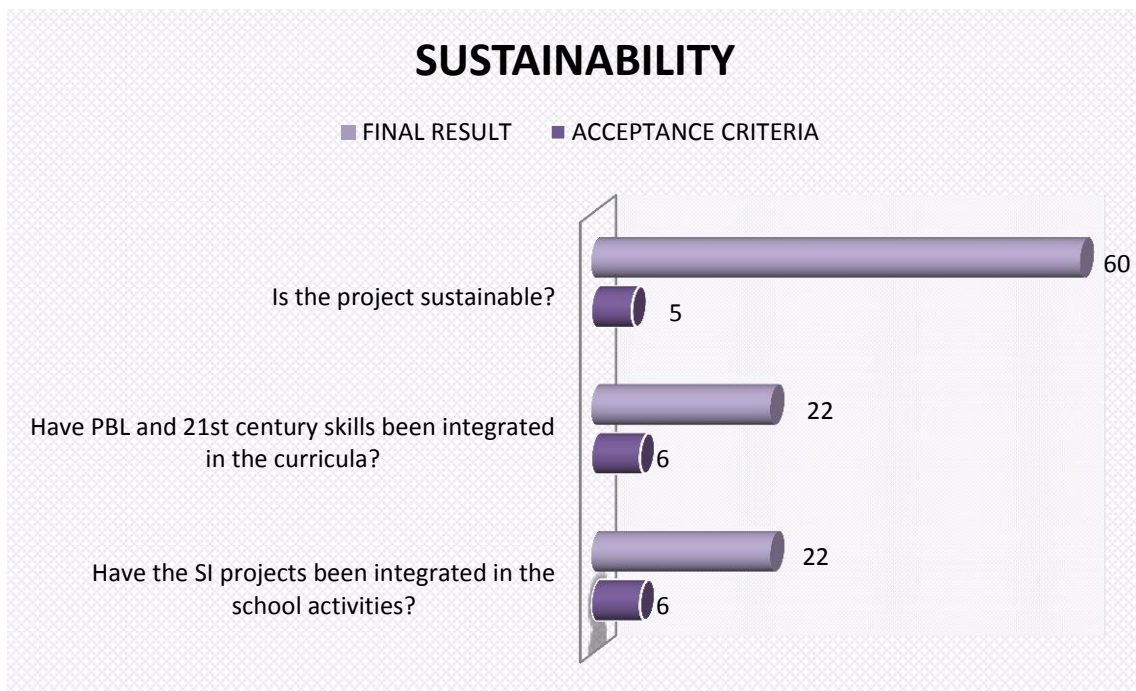 SUSTAINABILITY
FINAL RESULT ACCEPTANCE CRITERIA
60
Is the project sustainable?
5
22
Have PBL and 21st century skills been integrated
in the curricula?
6
22
Have the SI projects been integrated in the
school activities?
6